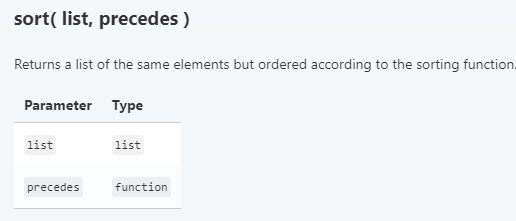 sort( list, precedes )
Returns a list of the same elements but ordered according to the sorting function.
Parameter Type
list list
precedes function